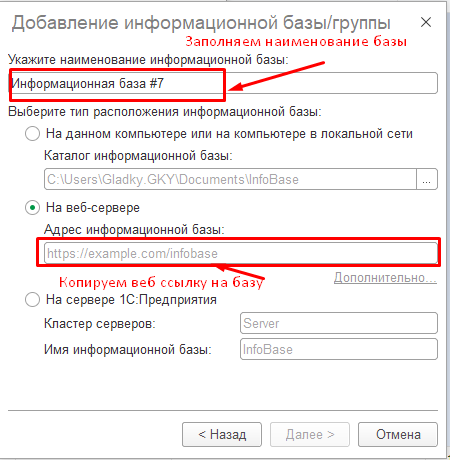 Добавление информационной базы/группы
Заполняем наименование базы
Укажите наименование информационной базы:
Информационная база #7
Выберите тип расположения информационной базы:
На данном компьютере или на компьютере в локальной сети
Каталог информационной базы:
C:\Users\Gladky.GKY\Documents\InfoBase
...
На веб-сервере
Адрес информационной базы:
https://example.com/infobase
Копируем веб ссылку на базу
Дополнительно...
На сервере 1С:Предприятия
Кластер серверов:
Server
Имя информационной базы:
InfoBase
< Назад
Далее >
Отмена